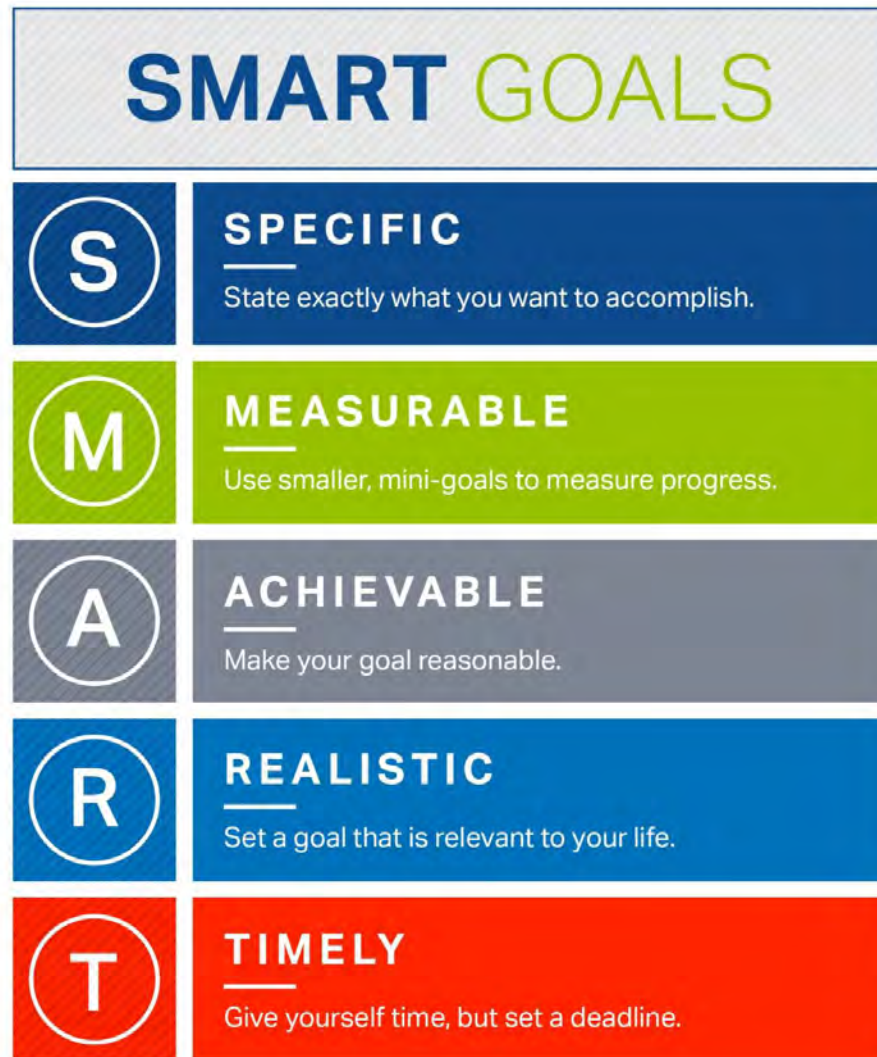 SMART GOALS
S
SPECIFIC
State exactly what you want to accomplish.
M
MEASURABLE
Use smaller, mini-goals to measure progress.
A
ACHIEVABLE
Make your goal reasonable.
R
REALISTIC
Set a goal that is relevant to your life.
T
TIMELY
Give yourself time, but set a deadline.